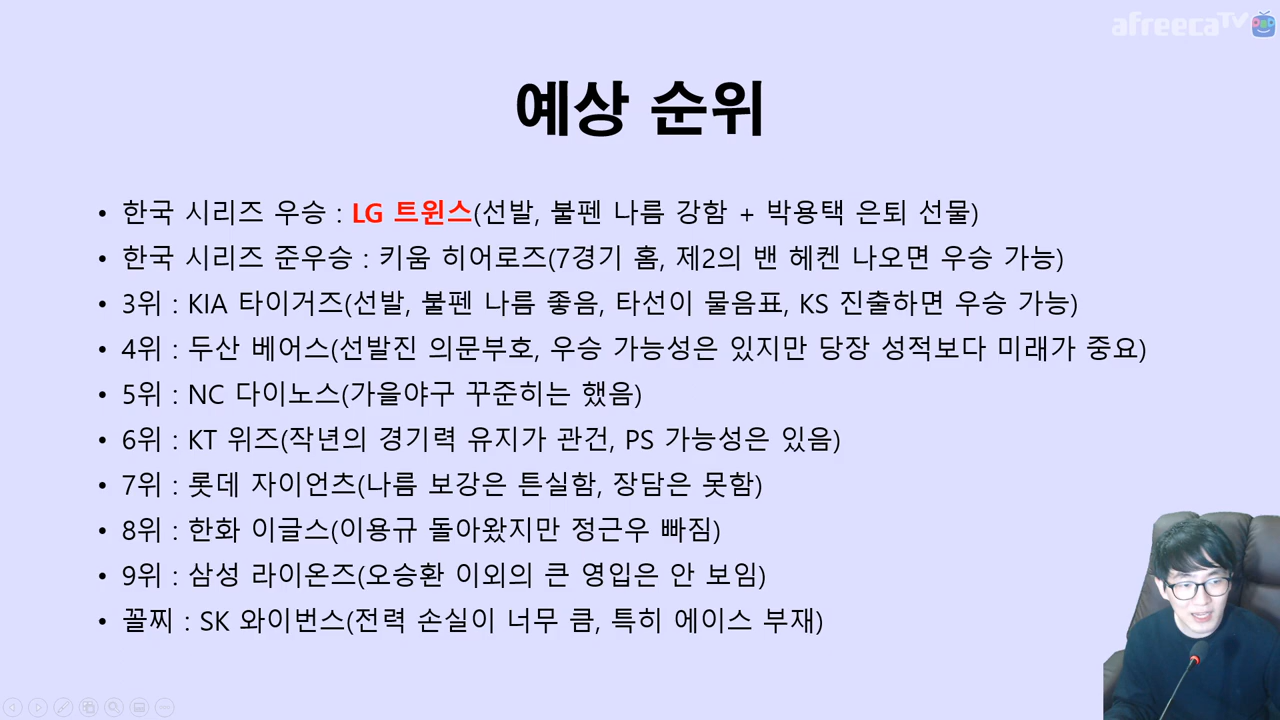 afreecaTV
예상 순위
• 한국 시리즈 우승 : LG 트윈스(선발, 불펜 나름 강함 + 박용택 은퇴 선물)
• 한국 시리즈 준우승 : 키움 히어로즈(7경기 홈, 제2의 밴 헤켄 나오면 우승 가능)
• 3위 : KIA 타이거즈(선발, 불펜 나름 좋음, 타선이 물음표, KS 진출하면 우승 가능)
• 4위 : 두산 베어스(선발진 의문부호, 우승 가능성은 있지만 당장 성적보다 미래가 중요)
• 5위 : NC 다이노스(가을야구 꾸준히는 했음)
• 6위 : KT 위즈(작년의 경기력 유지가 관건, PS 가능성은 있음)
• 7위 : 롯데 자이언츠(나름 보강은 튼실함, 장담은 못함)
• 8위 : 한화 이글스(이용규 돌아왔지만 정근우 빠짐)
• 9위 : 삼성 라이온즈(오승환 이외의 큰 영입은 안 보임)
• 꼴찌 : SK 와이번스(전력 손실이 너무 큼, 특히 에이스 부재)